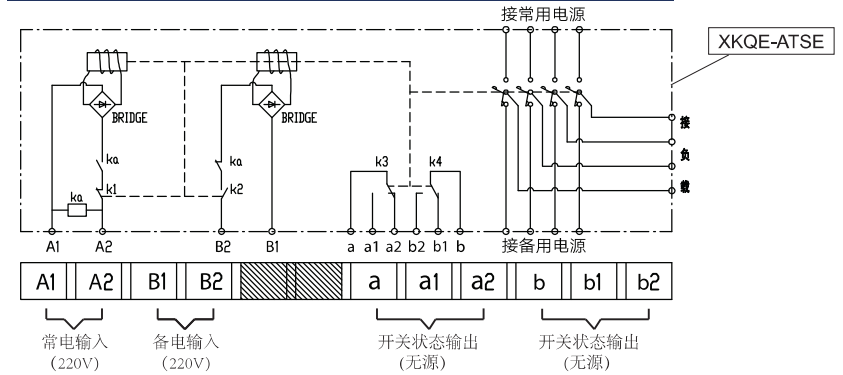 接常用电源
XKQE-ATSE
BRIDGE
BRIDGE
接
负
载
ka
ka
k1
k2
k3
k4
ka
A1
A2
B2
B1
a
a1
a2
b2
b1
b
接备用电源
A1
A2
B1
B2
a
a1
a2
b
b1
b2
常电输入
(220V)
备电输入
(220V)
开关状态输出
(无源)
开关状态输出
(无源)